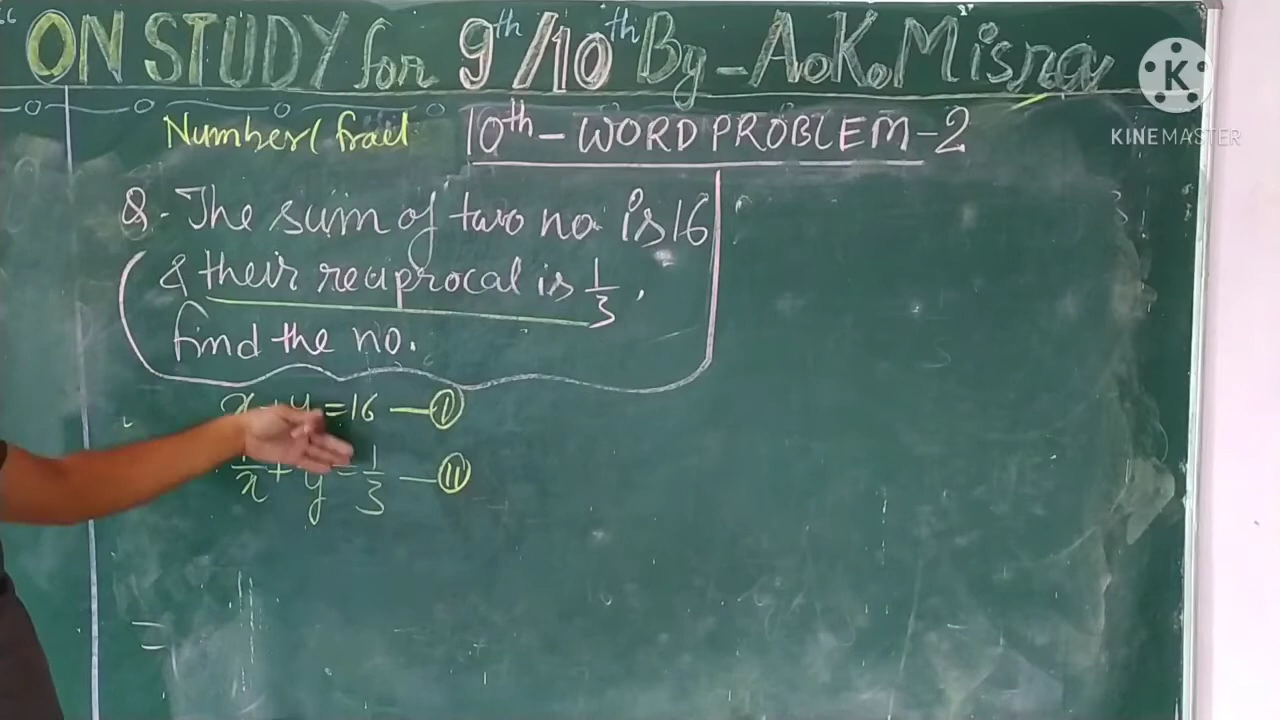 ON STUDY for 9th/10th By - A.K. Misra
Number( fract 10th - WORD PROBLEM - 2
Q. The sum of two no. is 16
& their reciprocal is 1/3,
find the no.
x + y = 16 — (I)
1/x + /y = 1/3 — (II)
=
K
KINEMASTER